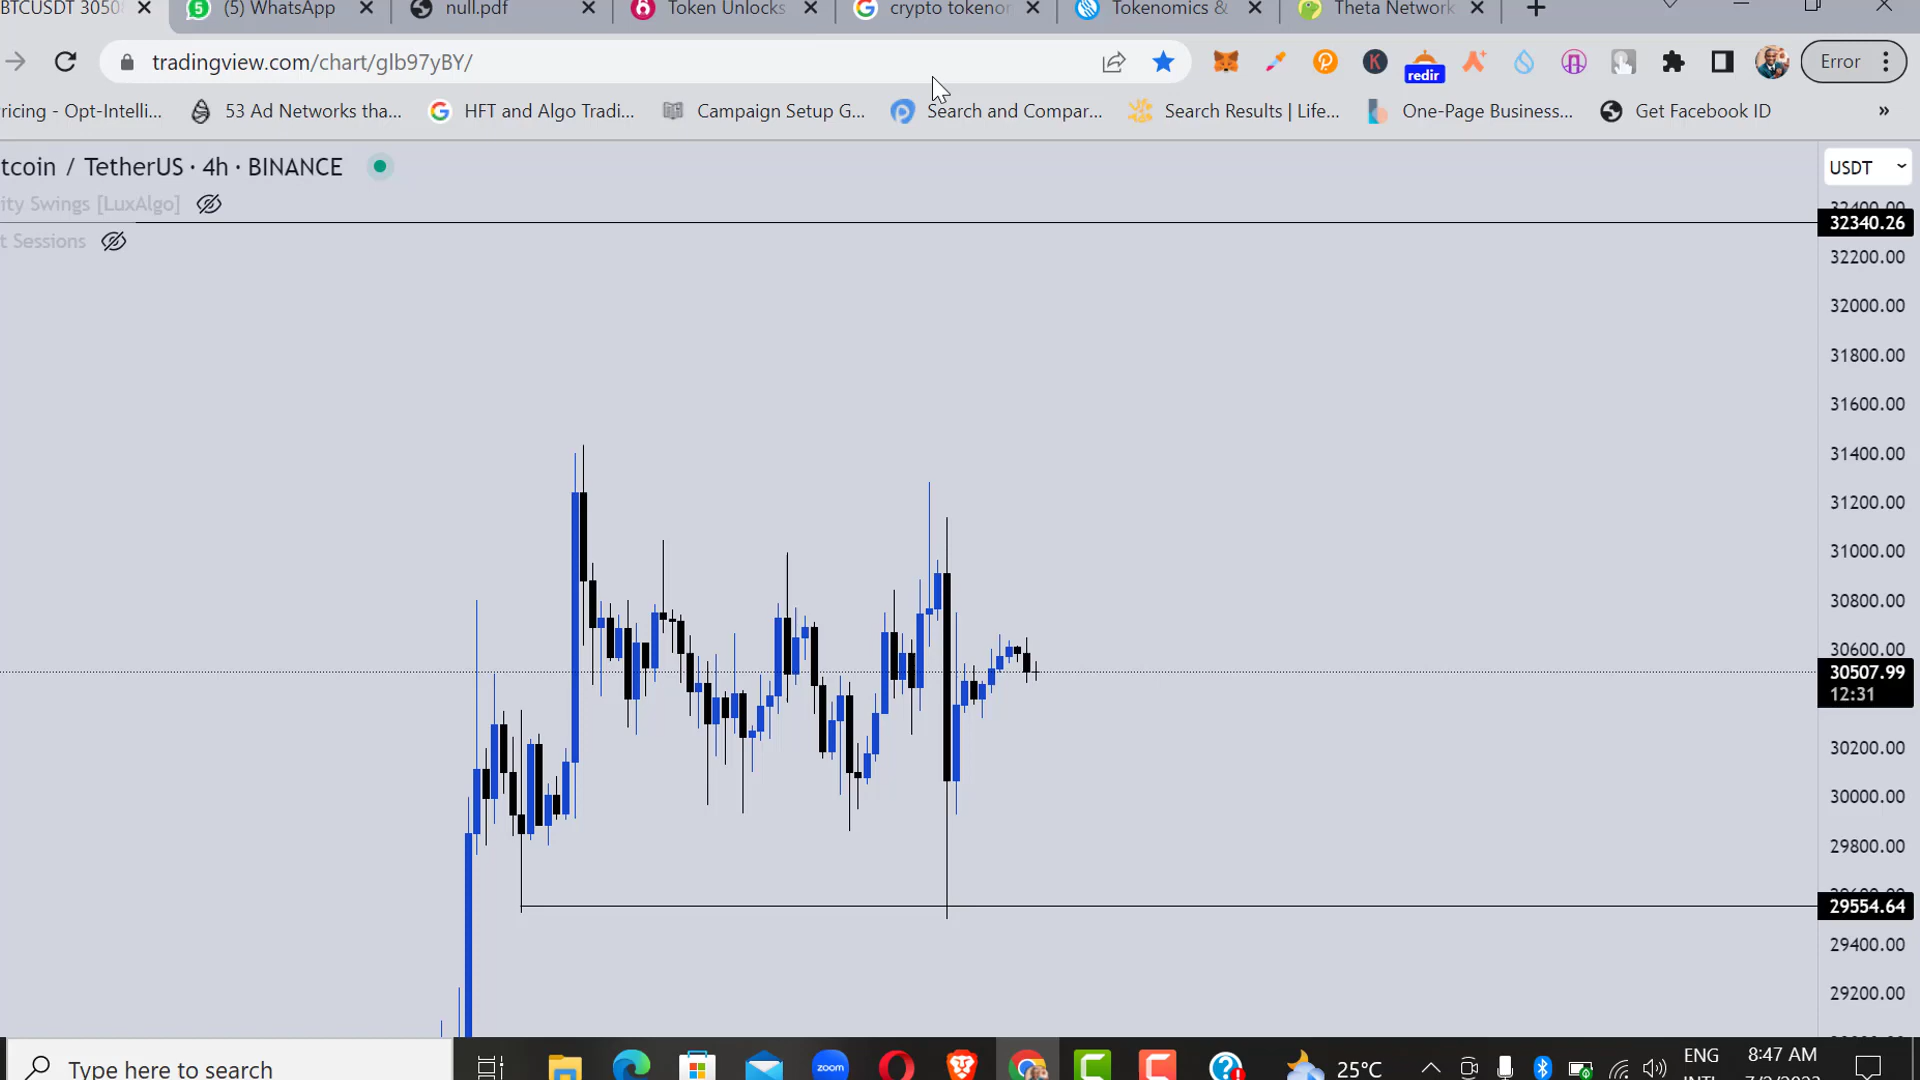 BTCUSDT 3050
(5) WhatsApp
null.pdf
Token Unlocks
crypto tokenor
Tokenomics &
Theta Network
tradingview.com/chart/glb97yBY/
redir
Error
ricing - Opt-Intelli...
53 Ad Networks tha...
HFT and Algo Tradi...
Campaign Setup G...
Search and Compar...
Search Results | Life...
One-Page Business...
Get Facebook ID
»
tcoin / TetherUS · 4h · BINANCE
ity Swings [LuxAlgo]
t Sessions
USDT
32400.00
32340.26
32200.00
32000.00
31800.00
31600.00
31400.00
31200.00
31000.00
30800.00
30600.00
30507.99
12:31
30200.00
30000.00
29800.00
29600.00
29554.64
29400.00
29200.00
Type here to search
zoom
25°C
ENG
8:47 AM